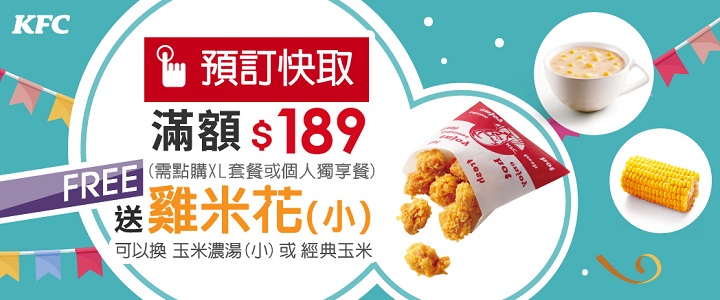 KFC
預訂快取
滿額$189
(需點購XL套餐或個人獨享餐)
FREE
送雞米花(小)
可以換 玉米濃湯(小) 或 經典玉米